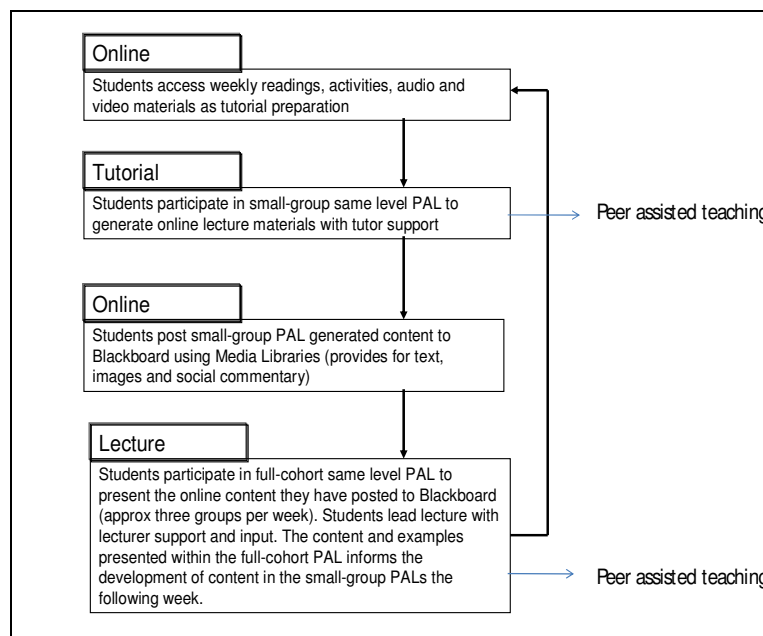 Online
Students access weekly readings, activities, audio and
video materials as tutorial preparation
Tutorial
Students participate in small-group same level PAL to
generate online lecture materials with tutor support
Peer assisted teaching
Online
Students post small-group PAL generated content to
Blackboard using Media Libraries (provides for text,
images and social commentary)
Lecture
Students participate in full-cohort same level PAL to
present the online content they have posted to Blackboard
(approx three groups per week). Students lead lecture with
lecturer support and input. The content and examples
presented within the full-cohort PAL informs the
development of content in the small-group PALs the
following week.
Peer assisted teaching